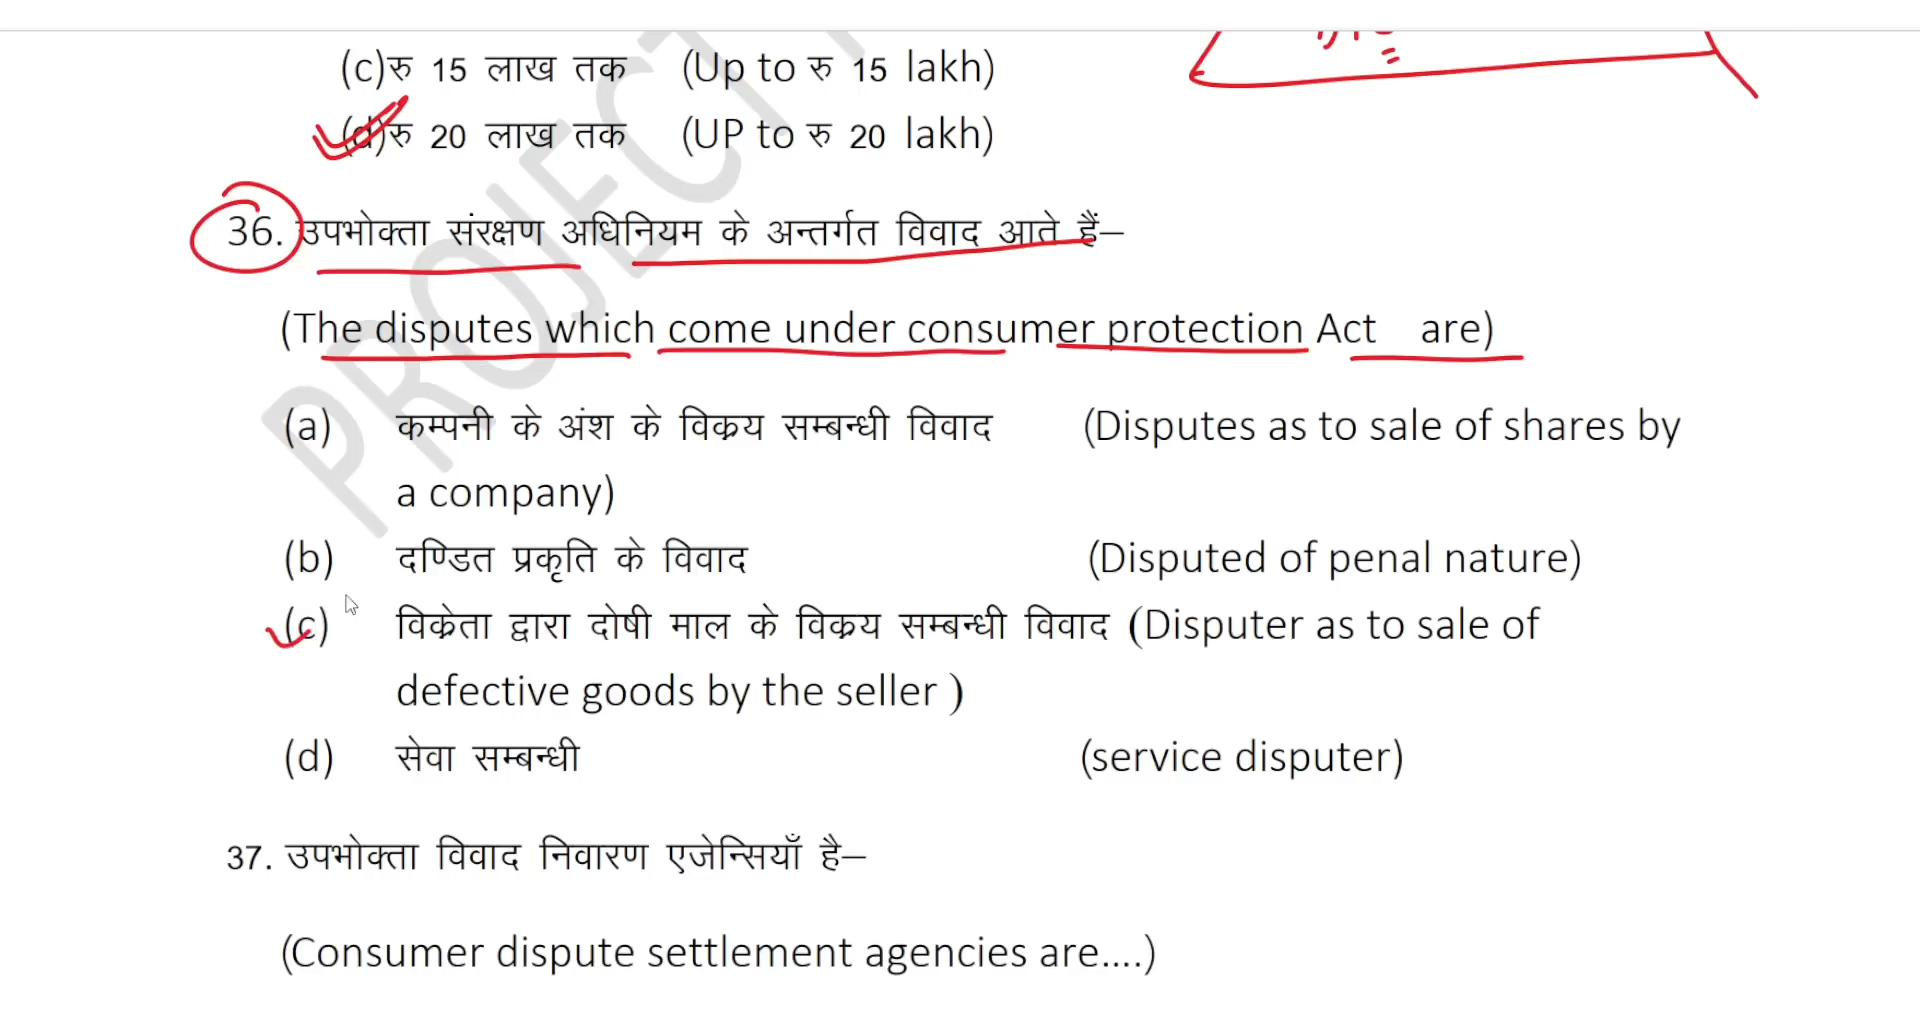 (c)रु 15 लाख तक (Up to रु 15 lakh)
(d)रु 20 लाख तक (UP to रु 20 lakh)
36. उपभोक्ता संरक्षण अधिनियम के अन्तर्गत विवाद आते हैं–
(The disputes which come under consumer protection Act are)
(a) कम्पनी के अंश के विक्रय सम्बन्धी विवाद (Disputes as to sale of shares by
a company)
(b) दण्डित प्रकृति के विवाद (Disputed of penal nature)
(c) विक्रेता द्वारा दोषी माल के विक्रय सम्बन्धी विवाद (Disputer as to sale of
defective goods by the seller )
(d) सेवा सम्बन्धी (service disputer)
37. उपभोक्ता विवाद निवारण एजेन्सियाँ है–
(Consumer dispute settlement agencies are....)
PROJECT